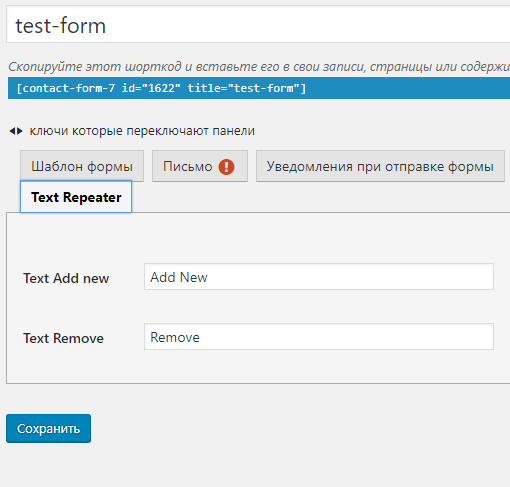 test-form
Скопируйте этот шорткод и вставьте его в свои записи, страницы или содержи
[contact-form-7 id="1622" title="test-form"]
ключи которые переключают панели
Шаблон формы Письмо Уведомления при отправке формы
Text Repeater
Text Add new Add New
Text Remove Remove
Сохранить